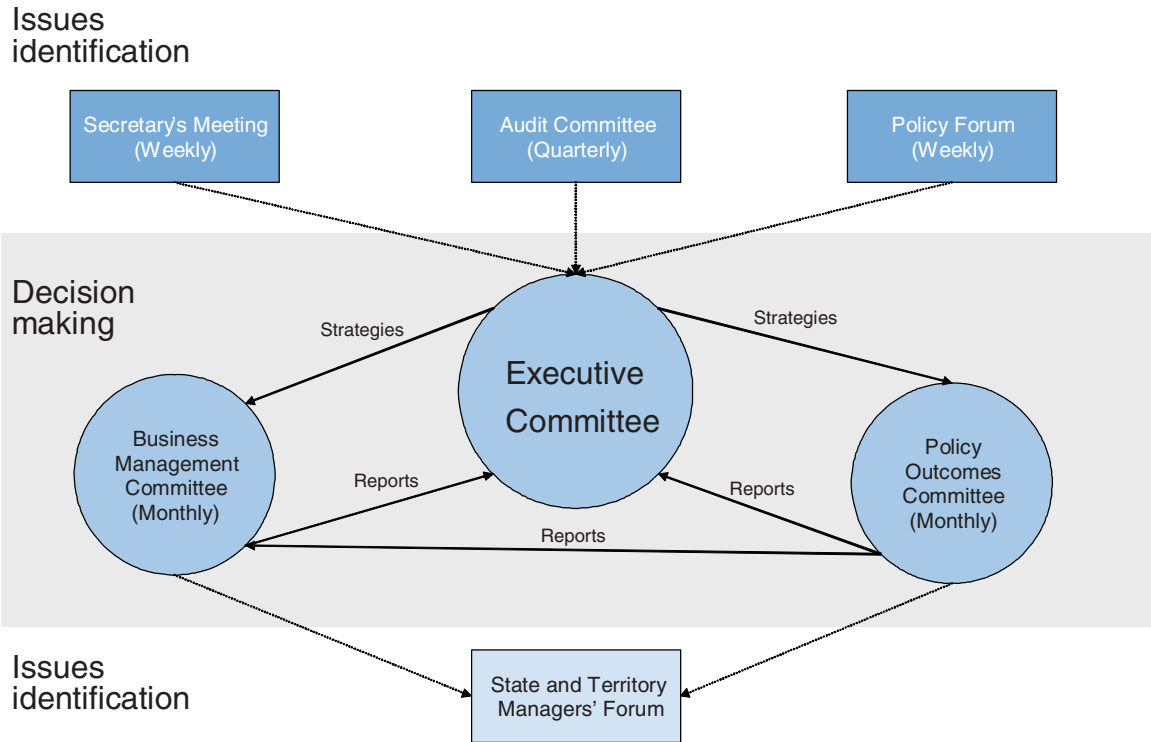 Issues
identification
Secretary's Meeting
(Weekly)
Audit Committee
(Quarterly)
Policy Forum
(Weekly)
Decision
making
Strategies
Strategies
Executive
Committee
Business
Management
Committee
(Monthly)
Policy
Outcomes
Committee
(Monthly)
Reports
Reports
Reports
Issues
identification
State and Territory
Managers' Forum